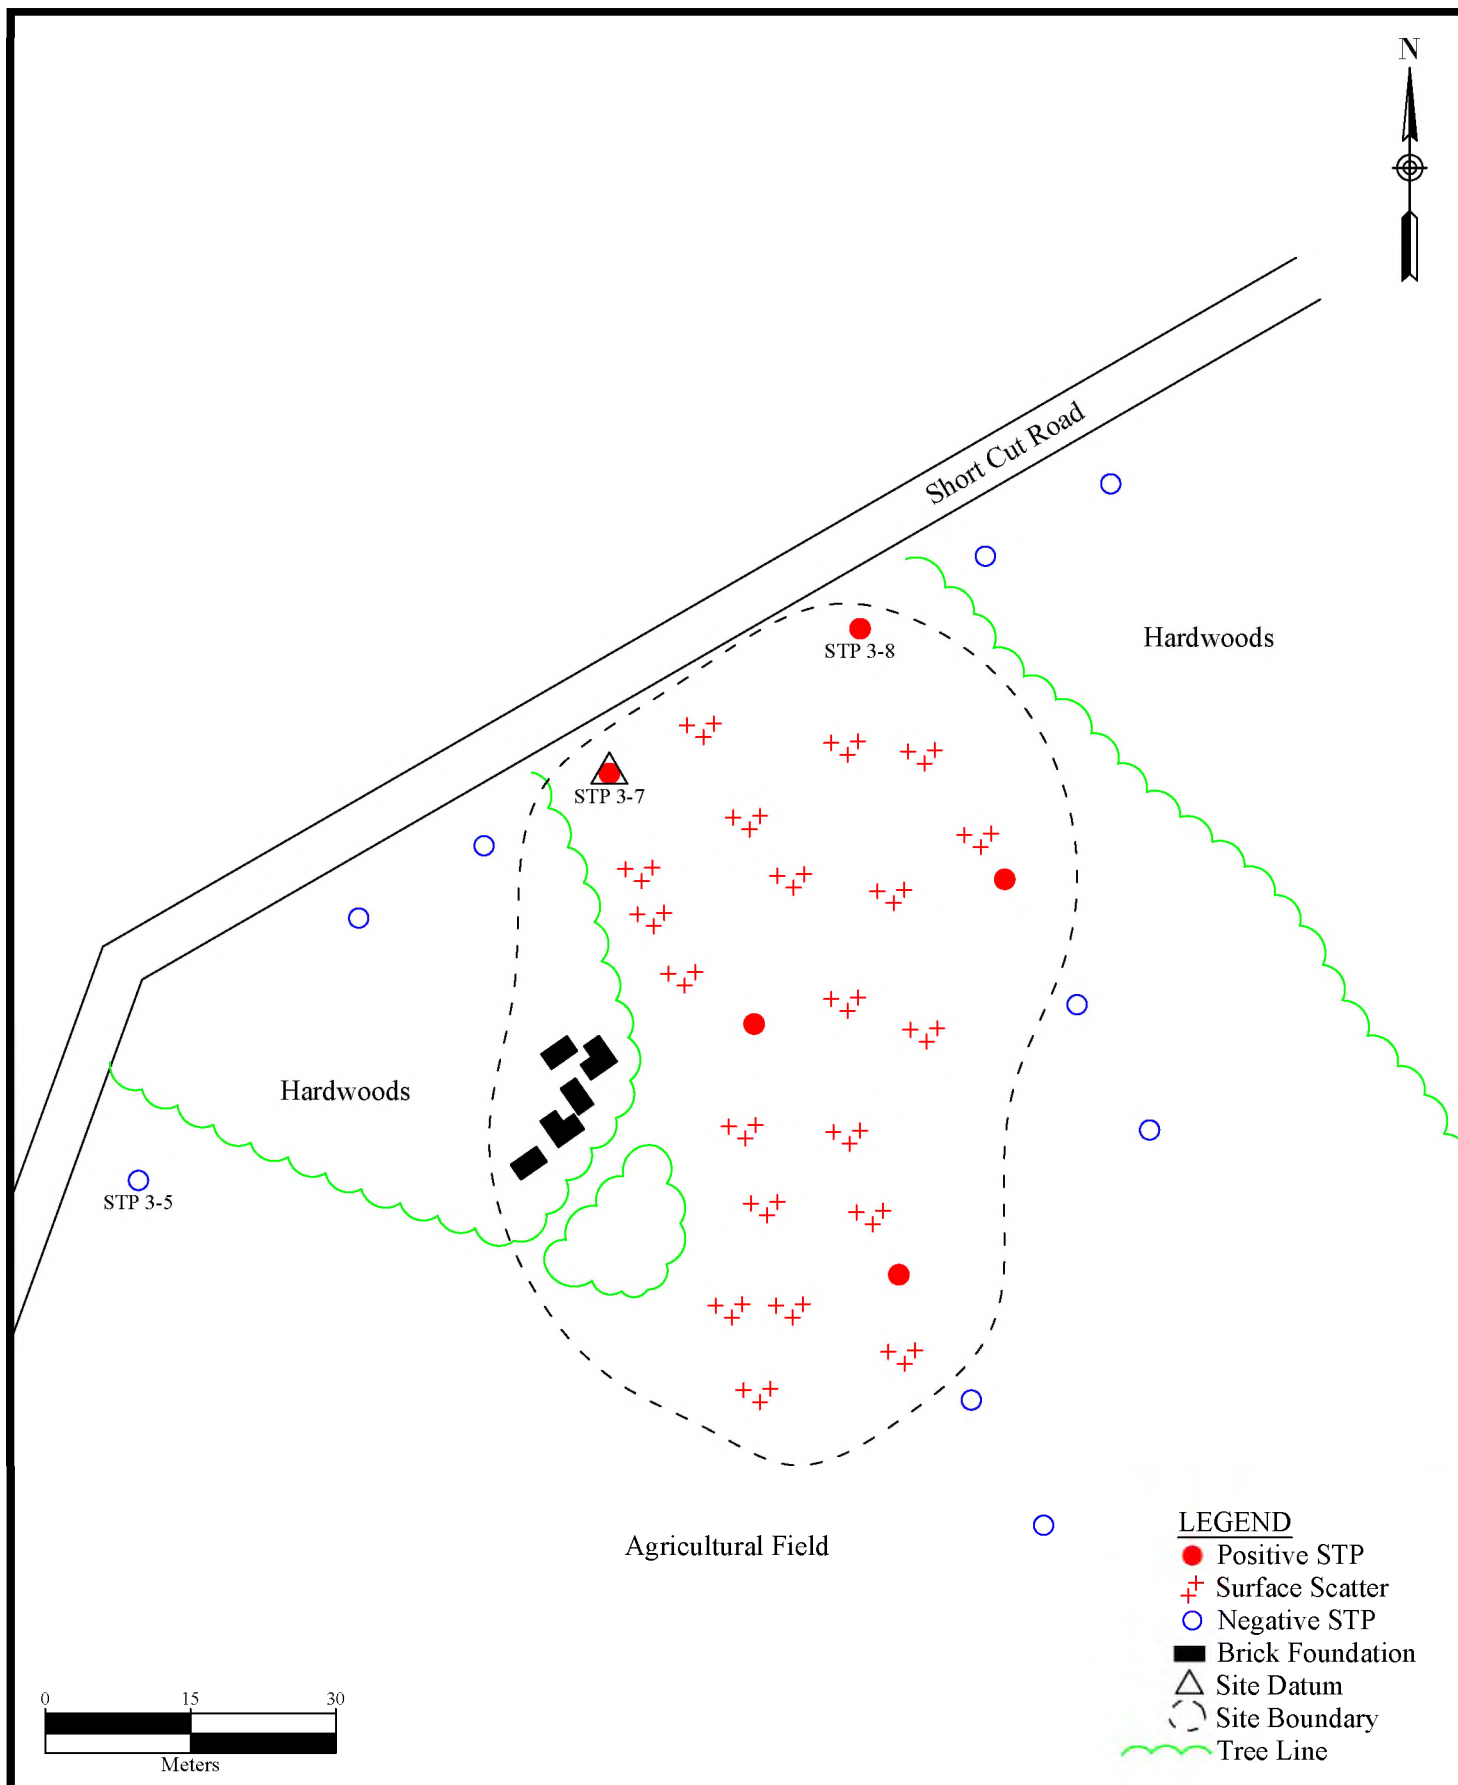 N
Short Cut Road
Hardwoods
STP 3-8
STP 3-7
Hardwoods
STP 3-5
Agricultural Field
LEGEND
Positive STP
Surface Scatter
Negative STP
Brick Foundation
Site Datum
Site Boundary
Tree Line
0 15 30
Meters